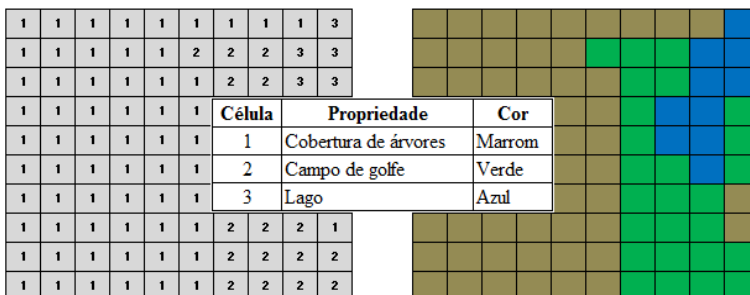 1 1 1 1 1 1 1 1 1 3
1 1 1 1 1 2 2 2 3 3
1 1 1 1 1 1 2 2 3 3
1 1 1 1 1 1
1 1 1 1 1 1
1 1 1 1 1 1
1 1 1 1 1 1
1 1 1 1 1 1 2 2 2 1
1 1 1 1 1 1 2 2 2 2
1 1 1 1 1 1 2 2 2 2
Célula Propriedade Cor
1 Cobertura de árvores Marrom
2 Campo de golfe Verde
3 Lago Azul